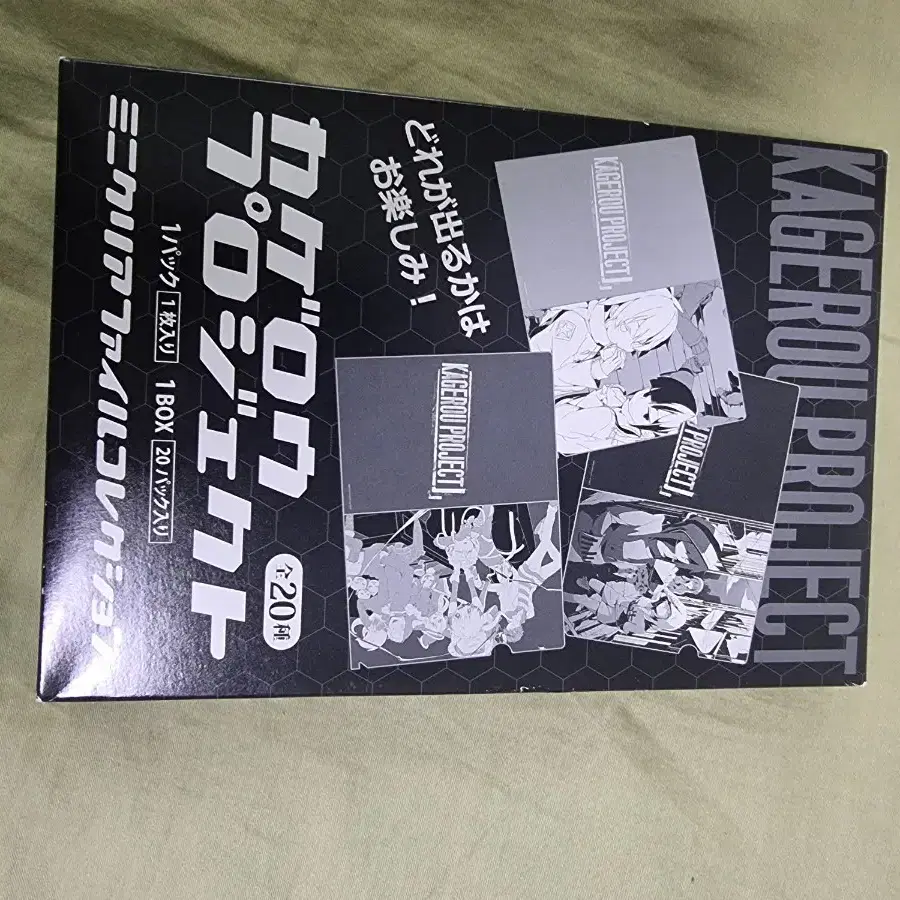 KAGEROU PROJECT
KAGEROU PROJECT
KAGEROU PROJECT
PROJECT
どれが出るかは
お楽しみ！
カゲロウ
プロジェクト
全20種
1パック 1枚入り 1BOX 20パック入り
ミニクリアファイルコレクション